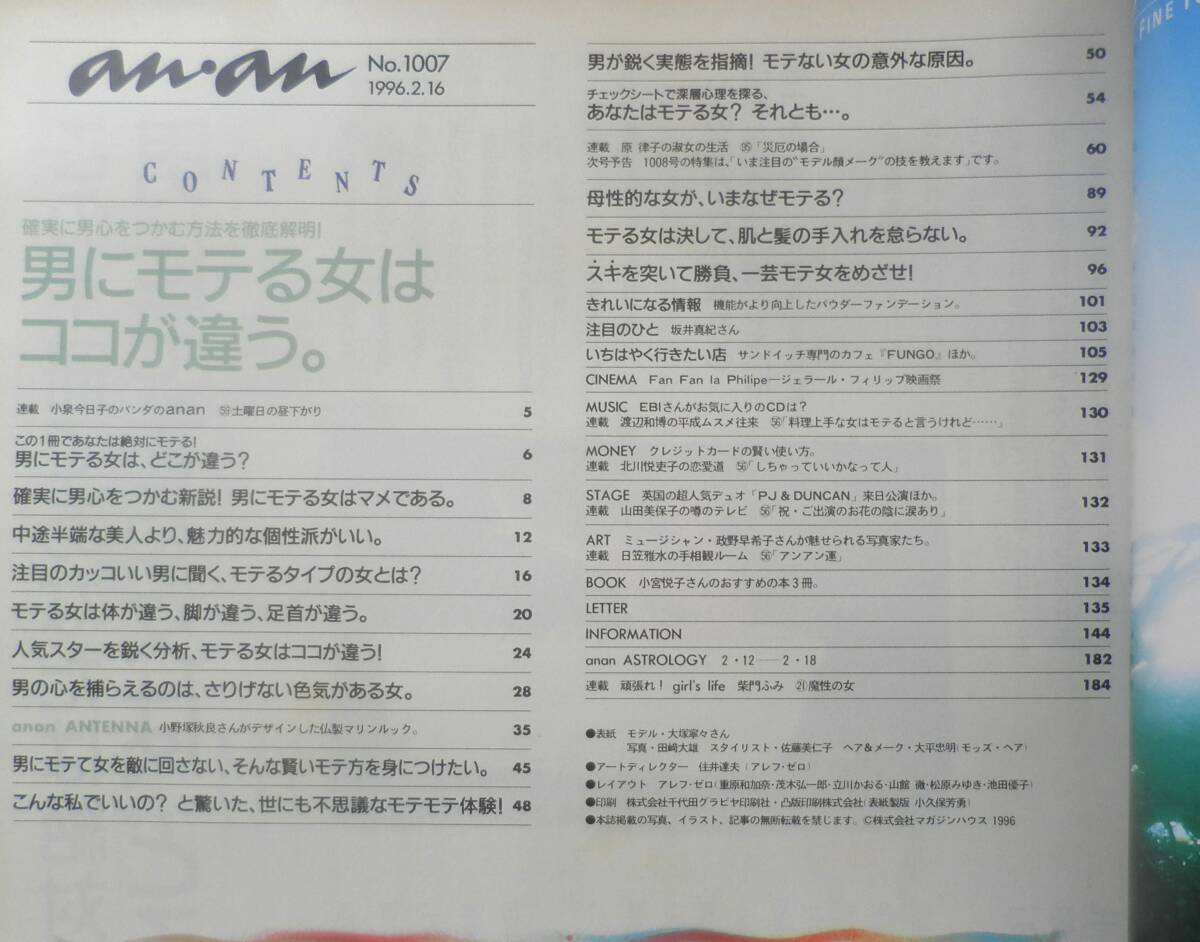 an・an
No.1007
1996.2.16
CONTENTS
確実に男心をつかむ方法を徹底解明!
男にモテる女は
ココが違う。
連載 小泉今日子のパンダのanan 59土曜日の昼下がり 5
この1冊であなたは絶対にモテる!
男にモテる女は、どこが違う? 6
確実に男心をつかむ新説! 男にモテる女はマメである。 8
中途半端な美人より、魅力的な個性派がいい。 12
注目のカッコいい男に聞く、モテるタイプの女とは? 16
モテる女は体が違う、脚が違う、足首が違う。 20
人気スターを鋭く分析、モテる女はココが違う! 24
男の心を捕らえるのは、さりげない色気がある女。 28
anan ANTENNA 小野塚秋良さんがデザインした仏製マリンルック。 35
男にモテて女を敵に回さない、そんな賢いモテ方を身につけたい。 45
こんな私でいいの? と驚いた、世にも不思議なモテモテ体験! 48
男が鋭く実態を指摘! モテない女の意外な原因。 50
チェックシートで深層心理を探る、
あなたはモテる女? それとも…。 54
連載 原 律子の淑女の生活 95「災厄の場合」 60
次号予告 1008号の特集は、「いま注目の"モデル顔メーク"の技を教えます」です。
母性的な女が、いまなぜモテる? 89
モテる女は決して、肌と髪の手入れを怠らない。 92
スキを突いて勝負、一芸モテ女をめざせ! 96
きれいになる情報 機能がより向上したパウダーファンデーション。 101
注目のひと 坂井真紀さん 103
いちはやく行きたい店 サンドイッチ専門のカフェ『FUNGO』ほか。 105
CINEMA Fan Fan la Philipe―ジェラール・フィリップ映画祭 129
MUSIC EBIさんがお気に入りのCDは? 130
連載 渡辺和博の平成ムスメ往来 56「料理上手な女はモテると言うけれど……」
MONEY クレジットカードの賢い使い方。 131
連載 北川悦吏子の恋愛道 56「しちゃっていいかなって人」
STAGE 英国の超人気デュオ「PJ & DUNCAN」来日公演ほか。 132
連載 山田美保子の噂のテレビ 56「祝・ご出演のお花の陰に涙あり」
ART ミュージシャン・政野早希子さんが魅せられる写真家たち。 133
連載 日笠雅水の手相観ルーム 56「アンアン運」
BOOK 小宮悦子さんのおすすめの本3冊。 134
LETTER 135
INFORMATION 144
anan ASTROLOGY 2・12──2・18 182
連載 頑張れ! girl's life 柴門ふみ 21魔性の女 184
●表紙 モデル・大塚寧々さん
写真・田﨑大雄 スタイリスト・佐藤美仁子 ヘア&メーク・大平忠明(モッズ・ヘア)
●アートディレクター 住井達夫(アレフ・ゼロ)
●レイアウト アレフ・ゼロ(重原加和奈・茂木弘一郎・立川かおる・山館 徹・松原みゆき・池田優子)
●印刷 株式会社千代田グラビヤ印刷社・凸版印刷株式会社(表紙製版 小久保芳勇)
●本誌掲載の写真、イラスト、記事の無断転載を禁じます。©株式会社マガジンハウス 1996
FINE